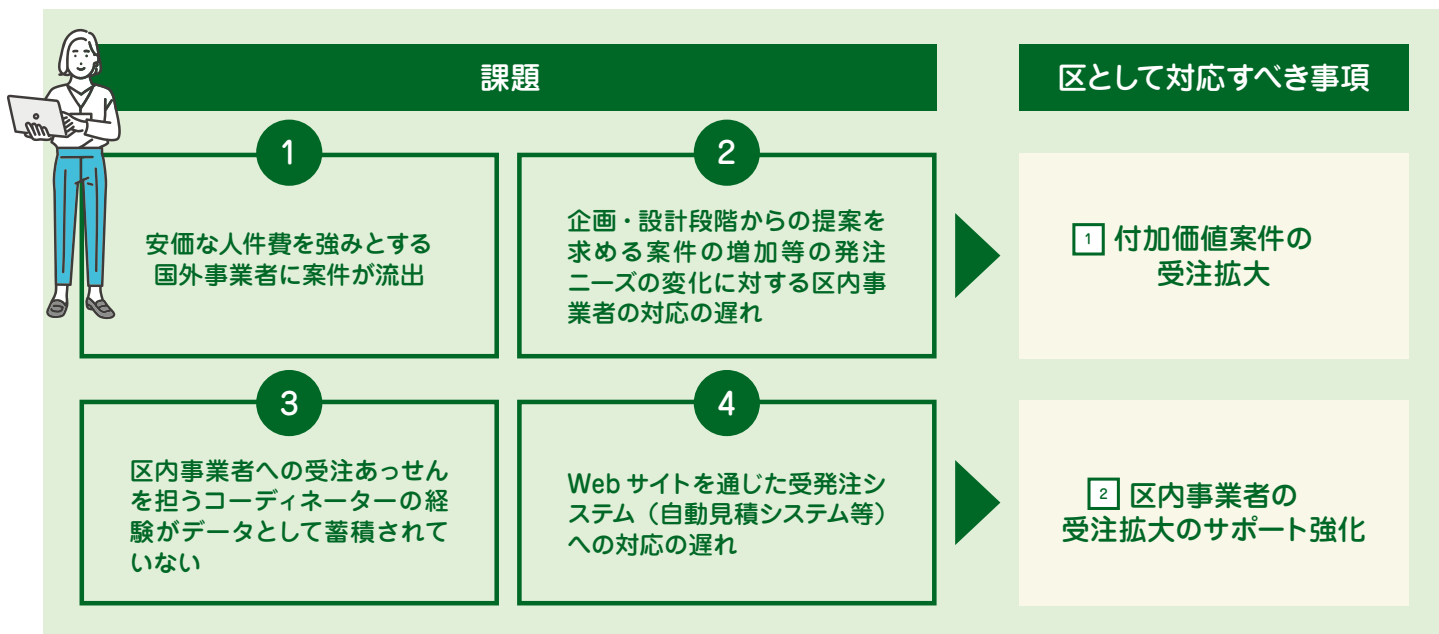 課題
区として対応すべき事項
1
安価な人件費を強みとする
国外事業者に案件が流出
2
企画・設計段階からの提案を
求める案件の増加等の発注
ニーズの変化に対する区内事
業者の対応の遅れ
1 付加価値案件の
受注拡大
3
区内事業者への受注あっせん
を担うコーディネーターの経
験がデータとして蓄積されて
いない
4
Web サイトを通じた受発注シ
ステム（自動見積システム等）
への対応の遅れ
2 区内事業者の
受注拡大のサポート強化